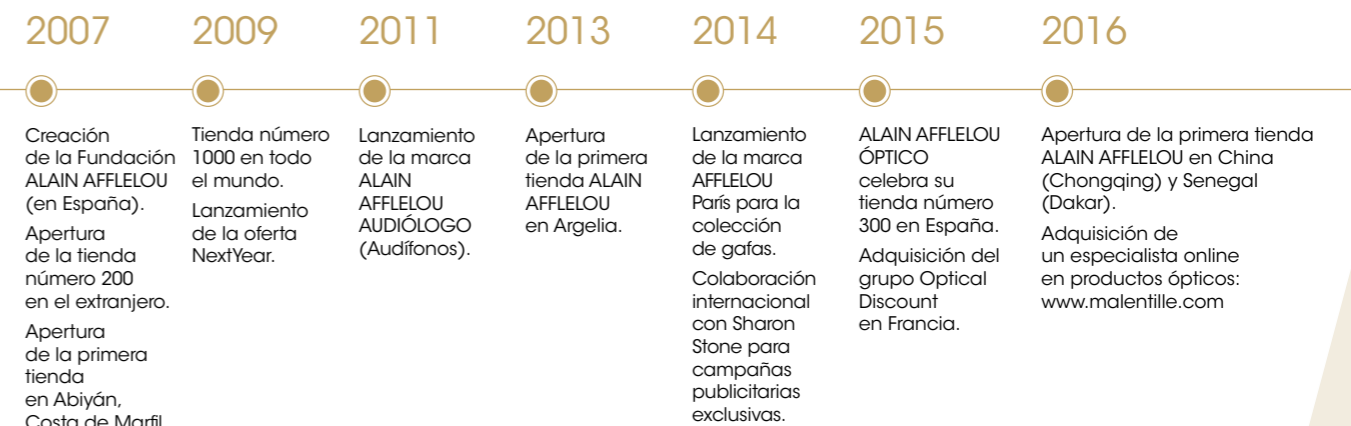 2007
Creación
de la Fundación
ALAIN AFFLELOU
(en España).
Apertura
de la tienda
número 200
en el extranjero.
Apertura
de la primera
tienda
en Abiyán,
Costa de Marfil.
2009
Tienda número
1000 en todo
el mundo.
Lanzamiento
de la oferta
NextYear.
2011
Lanzamiento
de la marca
ALAIN
AFFLELOU
AUDIÓLOGO
(Audífonos).
2013
Apertura
de la primera
tienda ALAIN
AFFLELOU
en Argelia.
2014
Lanzamiento
de la marca
AFFLELOU
París para la
colección
de gafas.
Colaboración
internacional
con Sharon
Stone para
campañas
publicitarias
exclusivas.
2015
ALAIN AFFLELOU
ÓPTICO
celebra su
tienda número
300 en España.
Adquisición del
grupo Optical
Discount
en Francia.
2016
Apertura de la primera tienda
ALAIN AFFLELOU en China
(Chongqing) y Senegal
(Dakar).
Adquisición de
un especialista online
en productos ópticos:
www.malentille.com